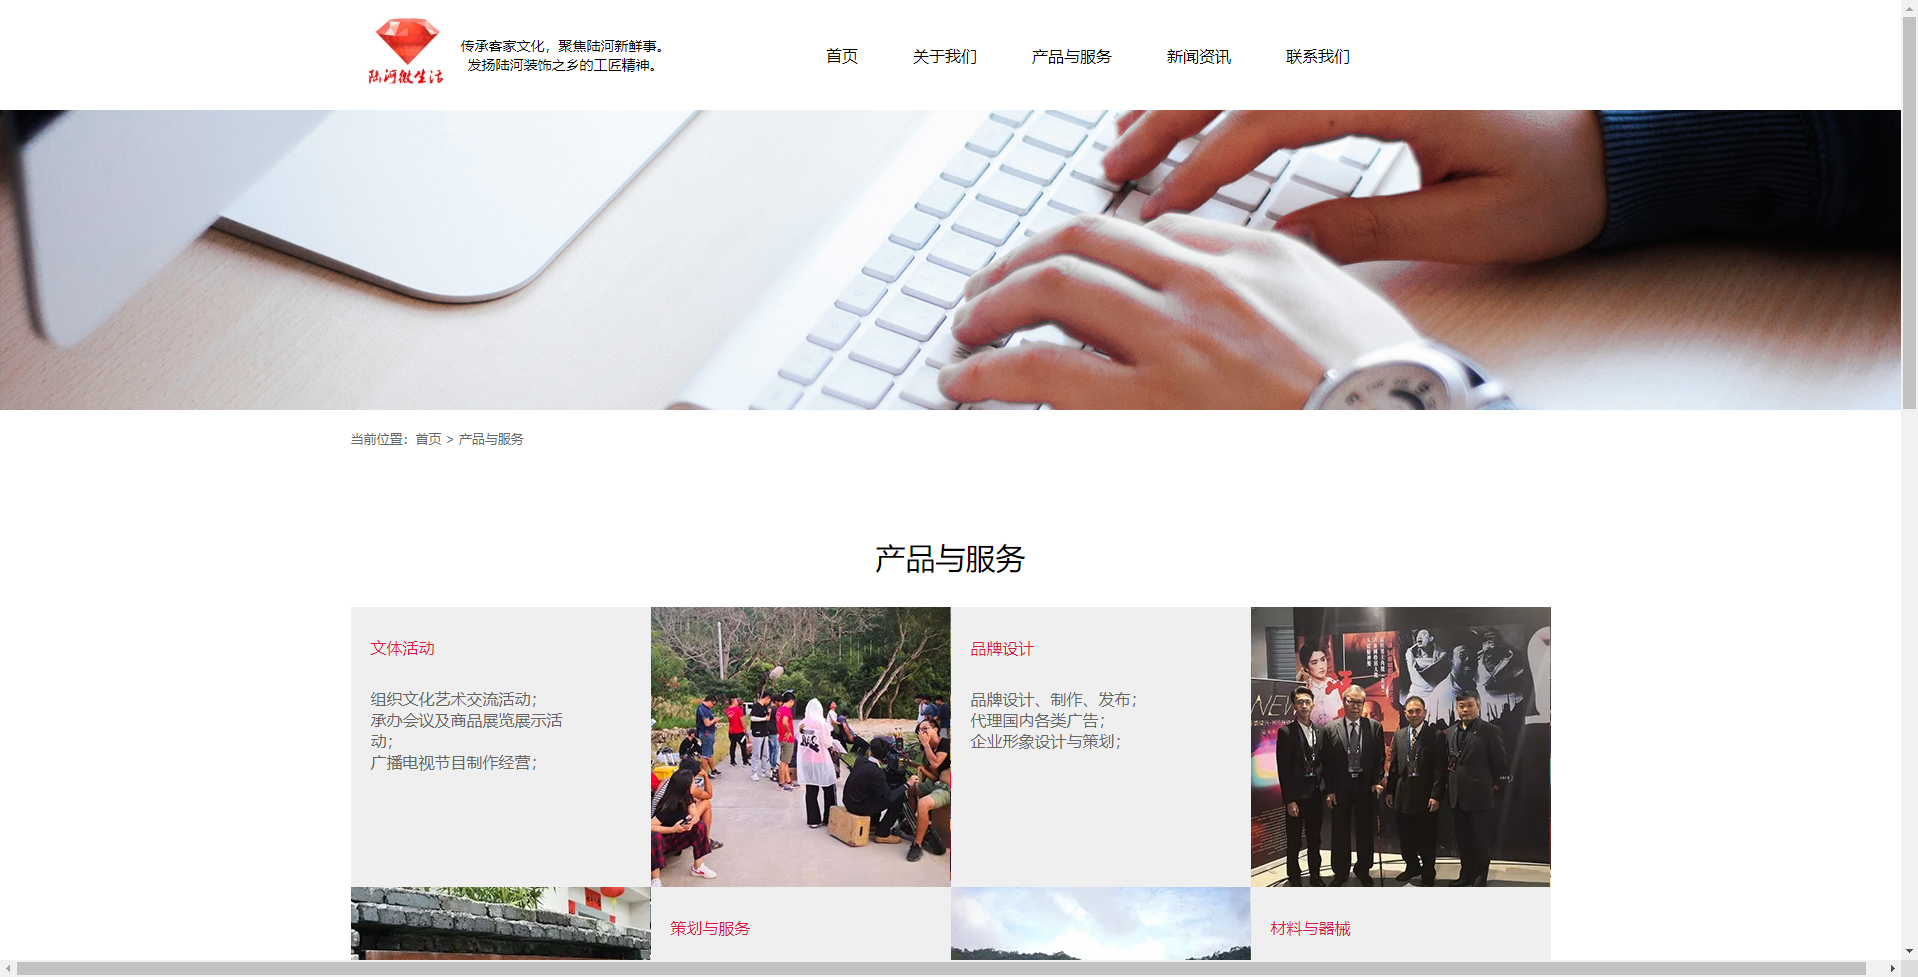 陆河微生活
传承客家文化，聚焦陆河新鲜事。
发扬陆河装饰之乡的工匠精神。
首页 关于我们 产品与服务 新闻资讯 联系我们
当前位置：首页 > 产品与服务
产品与服务
文体活动
组织文化艺术交流活动；
承办会议及商品展览展示活
动；
广播电视节目制作经营；
品牌设计
品牌设计、制作、发布；
代理国内各类广告；
企业形象设计与策划；
策划与服务
材料与器械